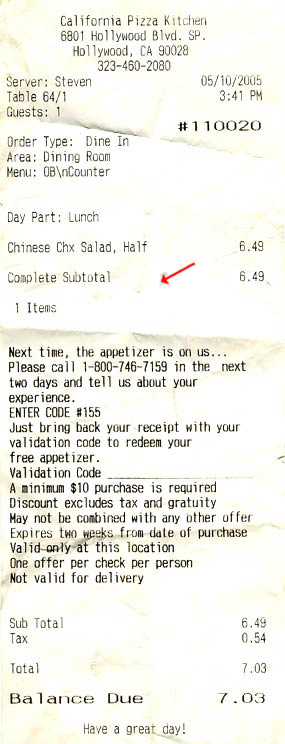 California Pizza Kitchen
6801 Hollywood Blvd. SP.
Hollywood, CA 90028
323-460-2080
Server: Steven 05/10/2005
Table 64/1 3:41 PM
Guests: 1
#110020
Order Type: Dine In
Area: Dining Room
Menu: OB\nCounter
Day Part: Lunch
Chinese Chx Salad, Half 6.49
Complete Subtotal 6.49
1 Items
Next time, the appetizer is on us...
Please call 1-800-746-7159 in the next
two days and tell us about your
experience.
ENTER CODE #155
Just bring back your receipt with your
validation code to redeem your
free appetizer.
Validation Code
A minimum $10 purchase is required
Discount excludes tax and gratuity
May not be combined with any other offer
Expires two weeks from date of purchase
Valid only at this location
One offer per check per person
Not valid for delivery
Sub Total 6.49
Tax 0.54
Total 7.03
Balance Due 7.03
Have a great day!